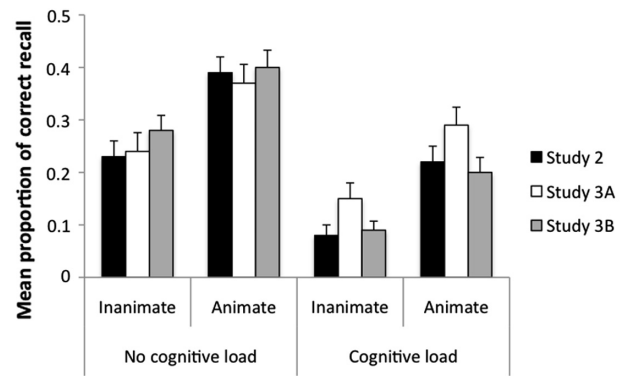 Mean proportion of correct recall
0.5
0.4
0.3
0.2
0.1
0
Inanimate Animate Inanimate Animate
No cognitive load Cognitive load
Study 2
Study 3A
Study 3B